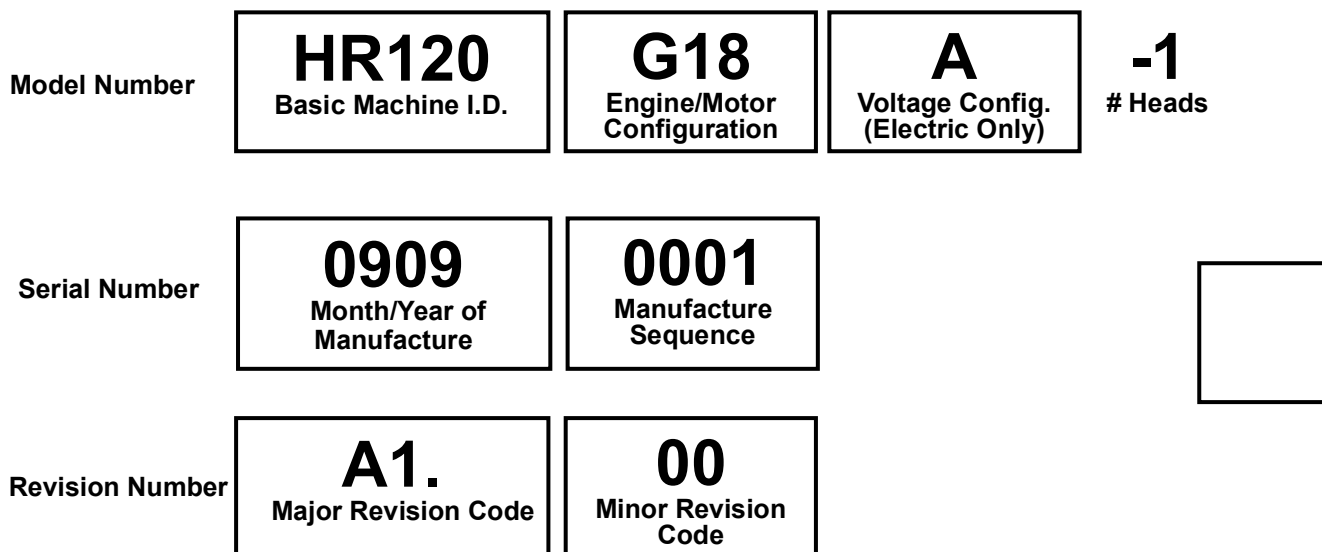 Model Number
HR120
Basic Machine I.D.
G18
Engine/Motor
Configuration
A
Voltage Config.
(Electric Only)
-1
# Heads
Serial Number
0909
Month/Year of
Manufacture
0001
Manufacture
Sequence
Revision Number
A1.
Major Revision Code
00
Minor Revision
Code